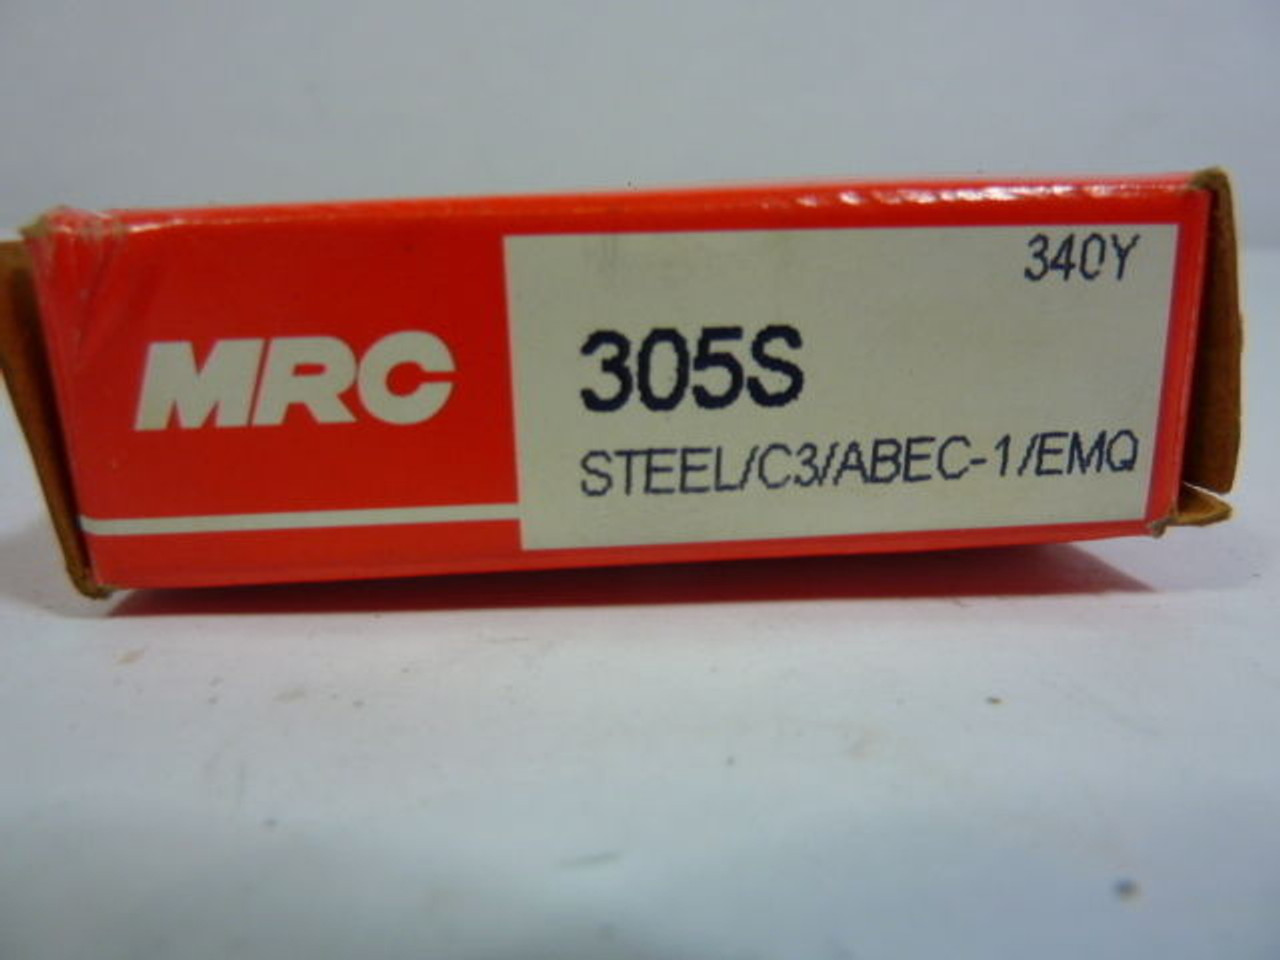 MRC
340Y
305S
STEEL/C3/ABEC-1/EMQ